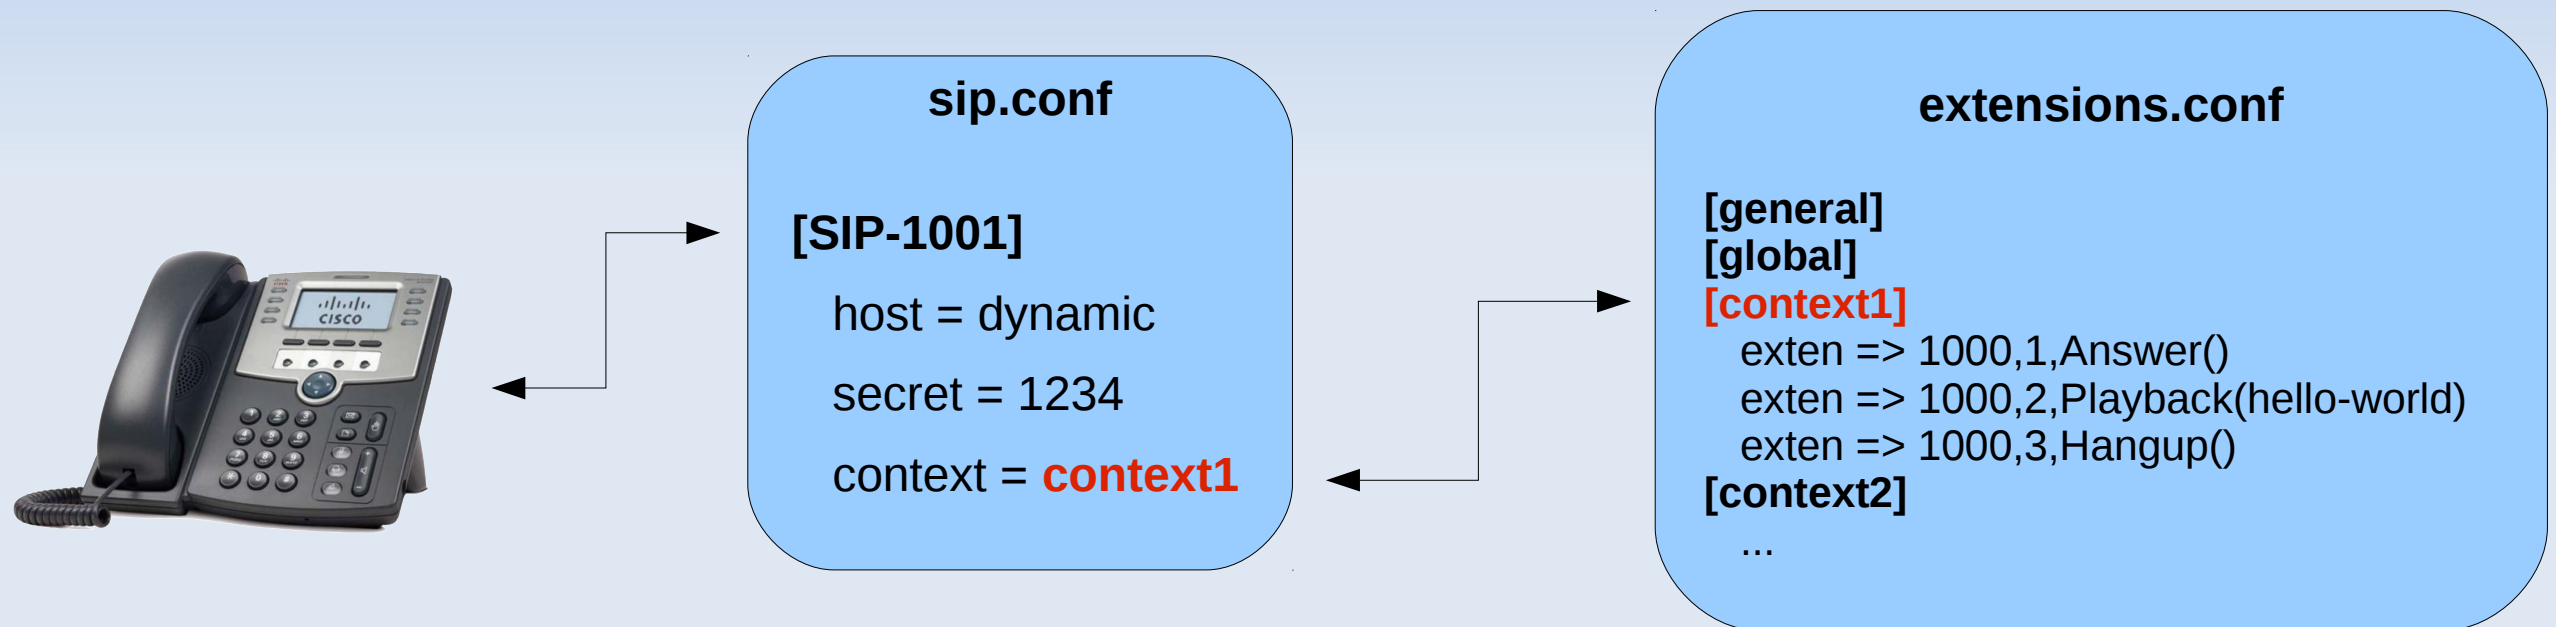 CISCO
sip.conf
[SIP-1001]
host = dynamic
secret = 1234
context = context1
extensions.conf
[general]
[global]
[context1]
exten => 1000,1,Answer()
exten => 1000,2,Playback(hello-world)
exten => 1000,3,Hangup()
[context2]
...